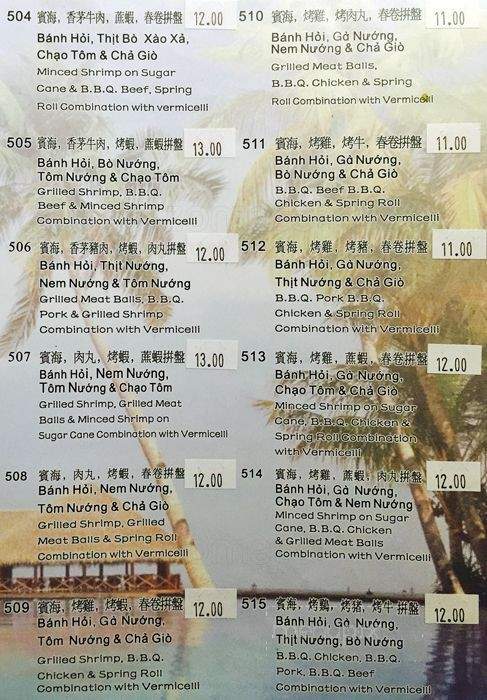 504 賓海, 香茅牛肉, 蔗蝦, 春卷拼盤 12.00
Bánh Hỏi, Thịt Bò Xào Xả,
Chạo Tôm & Chả Giò
Minced Shrimp on Sugar
Cane & B.B.Q. Beef, Spring
Roll Combination with vermicelli
505 賓海, 香茅牛肉, 烤蝦, 蔗蝦拼盤 13.00
Bánh Hỏi, Bò Nướng,
Tôm Nướng & Chạo Tôm
Grilled Shrimp, B.B.Q.
Beef & Minced Shrimp
Combination with Vermicelli
506 賓海, 香茅豬肉, 烤蝦, 肉丸拼盤 12.00
Bánh Hỏi, Thịt Nướng,
Nem Nướng & Tôm Nướng
Grilled Meat Balls, B.B.Q.
Pork & Grilled Shrimp
Combination with Vermicelli
507 賓海, 肉丸, 烤蝦, 蔗蝦拼盤 13.00
Bánh Hỏi, Nem Nướng,
Tôm Nướng & Chạo Tôm
Grilled Shrimp, Grilled Meat
Balls & Minced Shrimp on
Sugar Cane Combination with Vermicelli
508 賓海, 肉丸, 烤蝦, 春卷拼盤 12.00
Bánh Hỏi, Nem Nướng,
Tôm Nướng & Chả Giò
Grilled Shrimp, Grilled
Meat Balls & Spring Roll
Combination with Vermicelli
509 賓海, 烤雞, 烤蝦, 春卷拼盤 12.00
Bánh Hỏi, Gà Nướng,
Tôm Nướng & Chả Giò
Grilled Shrimp, B.B.Q.
Chicken & Spring Roll
Combination with Vermicelli
510 賓海, 烤雞, 烤肉丸, 春卷拼盤 11.00
Bánh Hỏi, Gà Nướng,
Nem Nướng & Chả Giò
Grilled Meat Balls,
B.B.Q. Chicken & Spring
Roll Combination with Vermicelli
511 賓海, 烤雞, 烤牛, 春卷拼盤 11.00
Bánh Hỏi, Gà Nướng,
Bò Nướng & Chả Giò
B.B.Q. Beef B.B.Q.
Chicken & Spring Roll
Combination with Vermicelli
512 賓海, 烤雞, 烤豬, 春卷拼盤 11.00
Bánh Hỏi, Gà Nướng,
Thịt Nướng & Chả Giò
B.B.Q. Pork B.B.Q.
Chicken & Spring Roll
Combination with Vermicelli
513 賓海, 烤雞, 蔗蝦, 春卷拼盤 12.00
Bánh Hỏi, Gà Nướng,
Chạo Tôm & Chả Giò
Minced Shrimp on Sugar
Cane, B.B.Q. Chicken &
Spring Roll Combination
with Vermicelli
514 賓海, 烤雞, 蔗蝦, 肉丸拼盤 12.00
Bánh Hỏi, Gà Nướng,
Chạo Tôm & Nem Nướng
Minced Shrimp on Sugar
Cane, B.B.Q. Chicken
& Grilled Meat Balls
Combination with Vermicelli
515 賓海, 烤鷄, 烤猪, 烤牛拼盤 12.00
Bánh Hỏi, Gà Nướng,
Thịt Nướng, Bò Nướng
B.B.Q. Chicken, B.B.Q.
Pork, B.B.Q. Beef
Combination with Vermicelli